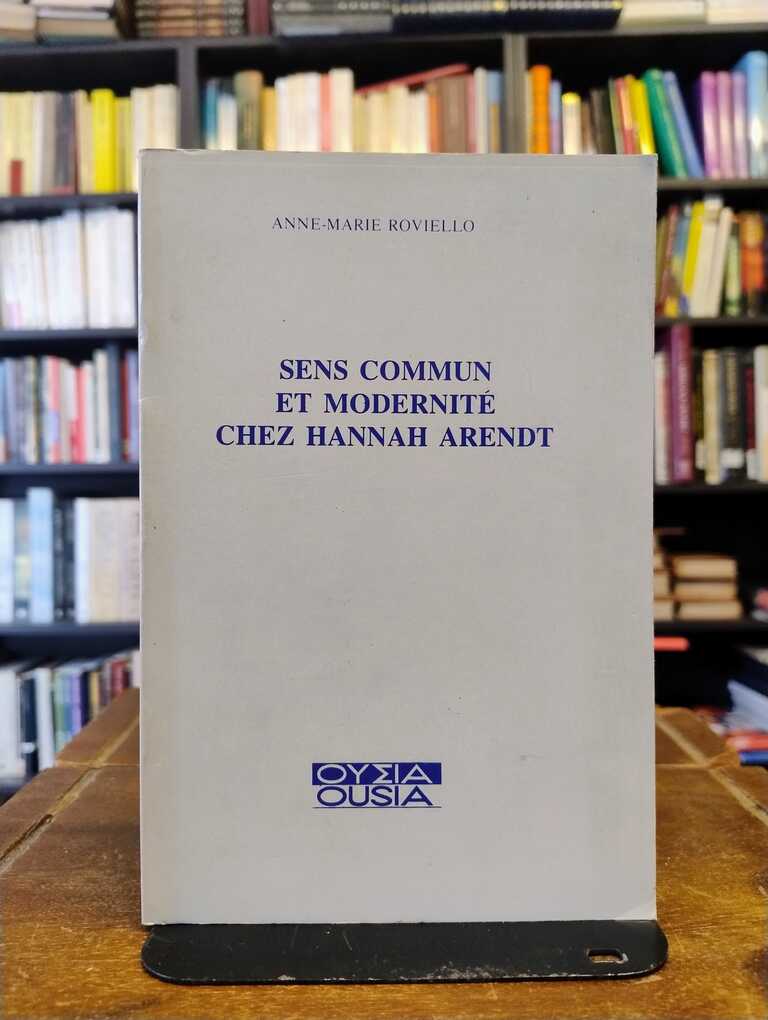 ANNE-MARIE ROVIELLO
SENS COMMUN
ET MODERNITÉ
CHEZ HANNAH ARENDT
ΟΥΣΙΑ
OUSIA